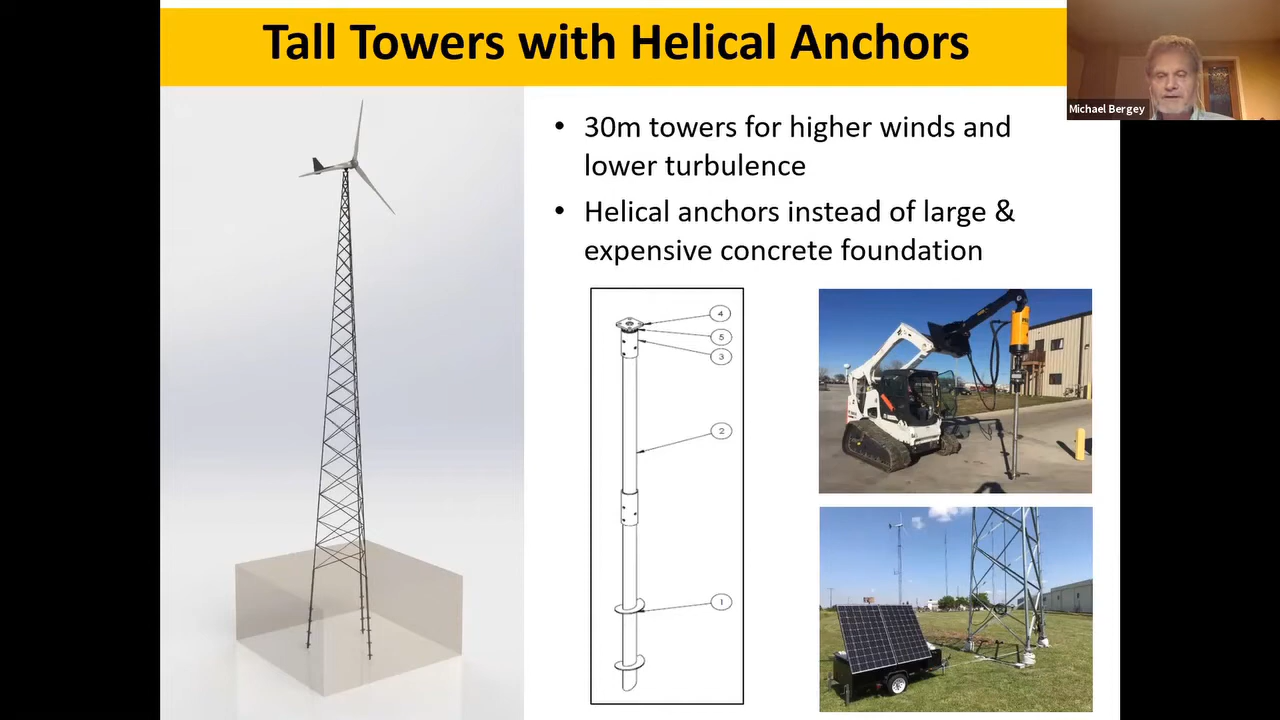 Tall Towers with Helical Anchors
Michael Bergey
• 30m towers for higher winds and
lower turbulence
• Helical anchors instead of large &
expensive concrete foundation
4
5
3
2
1